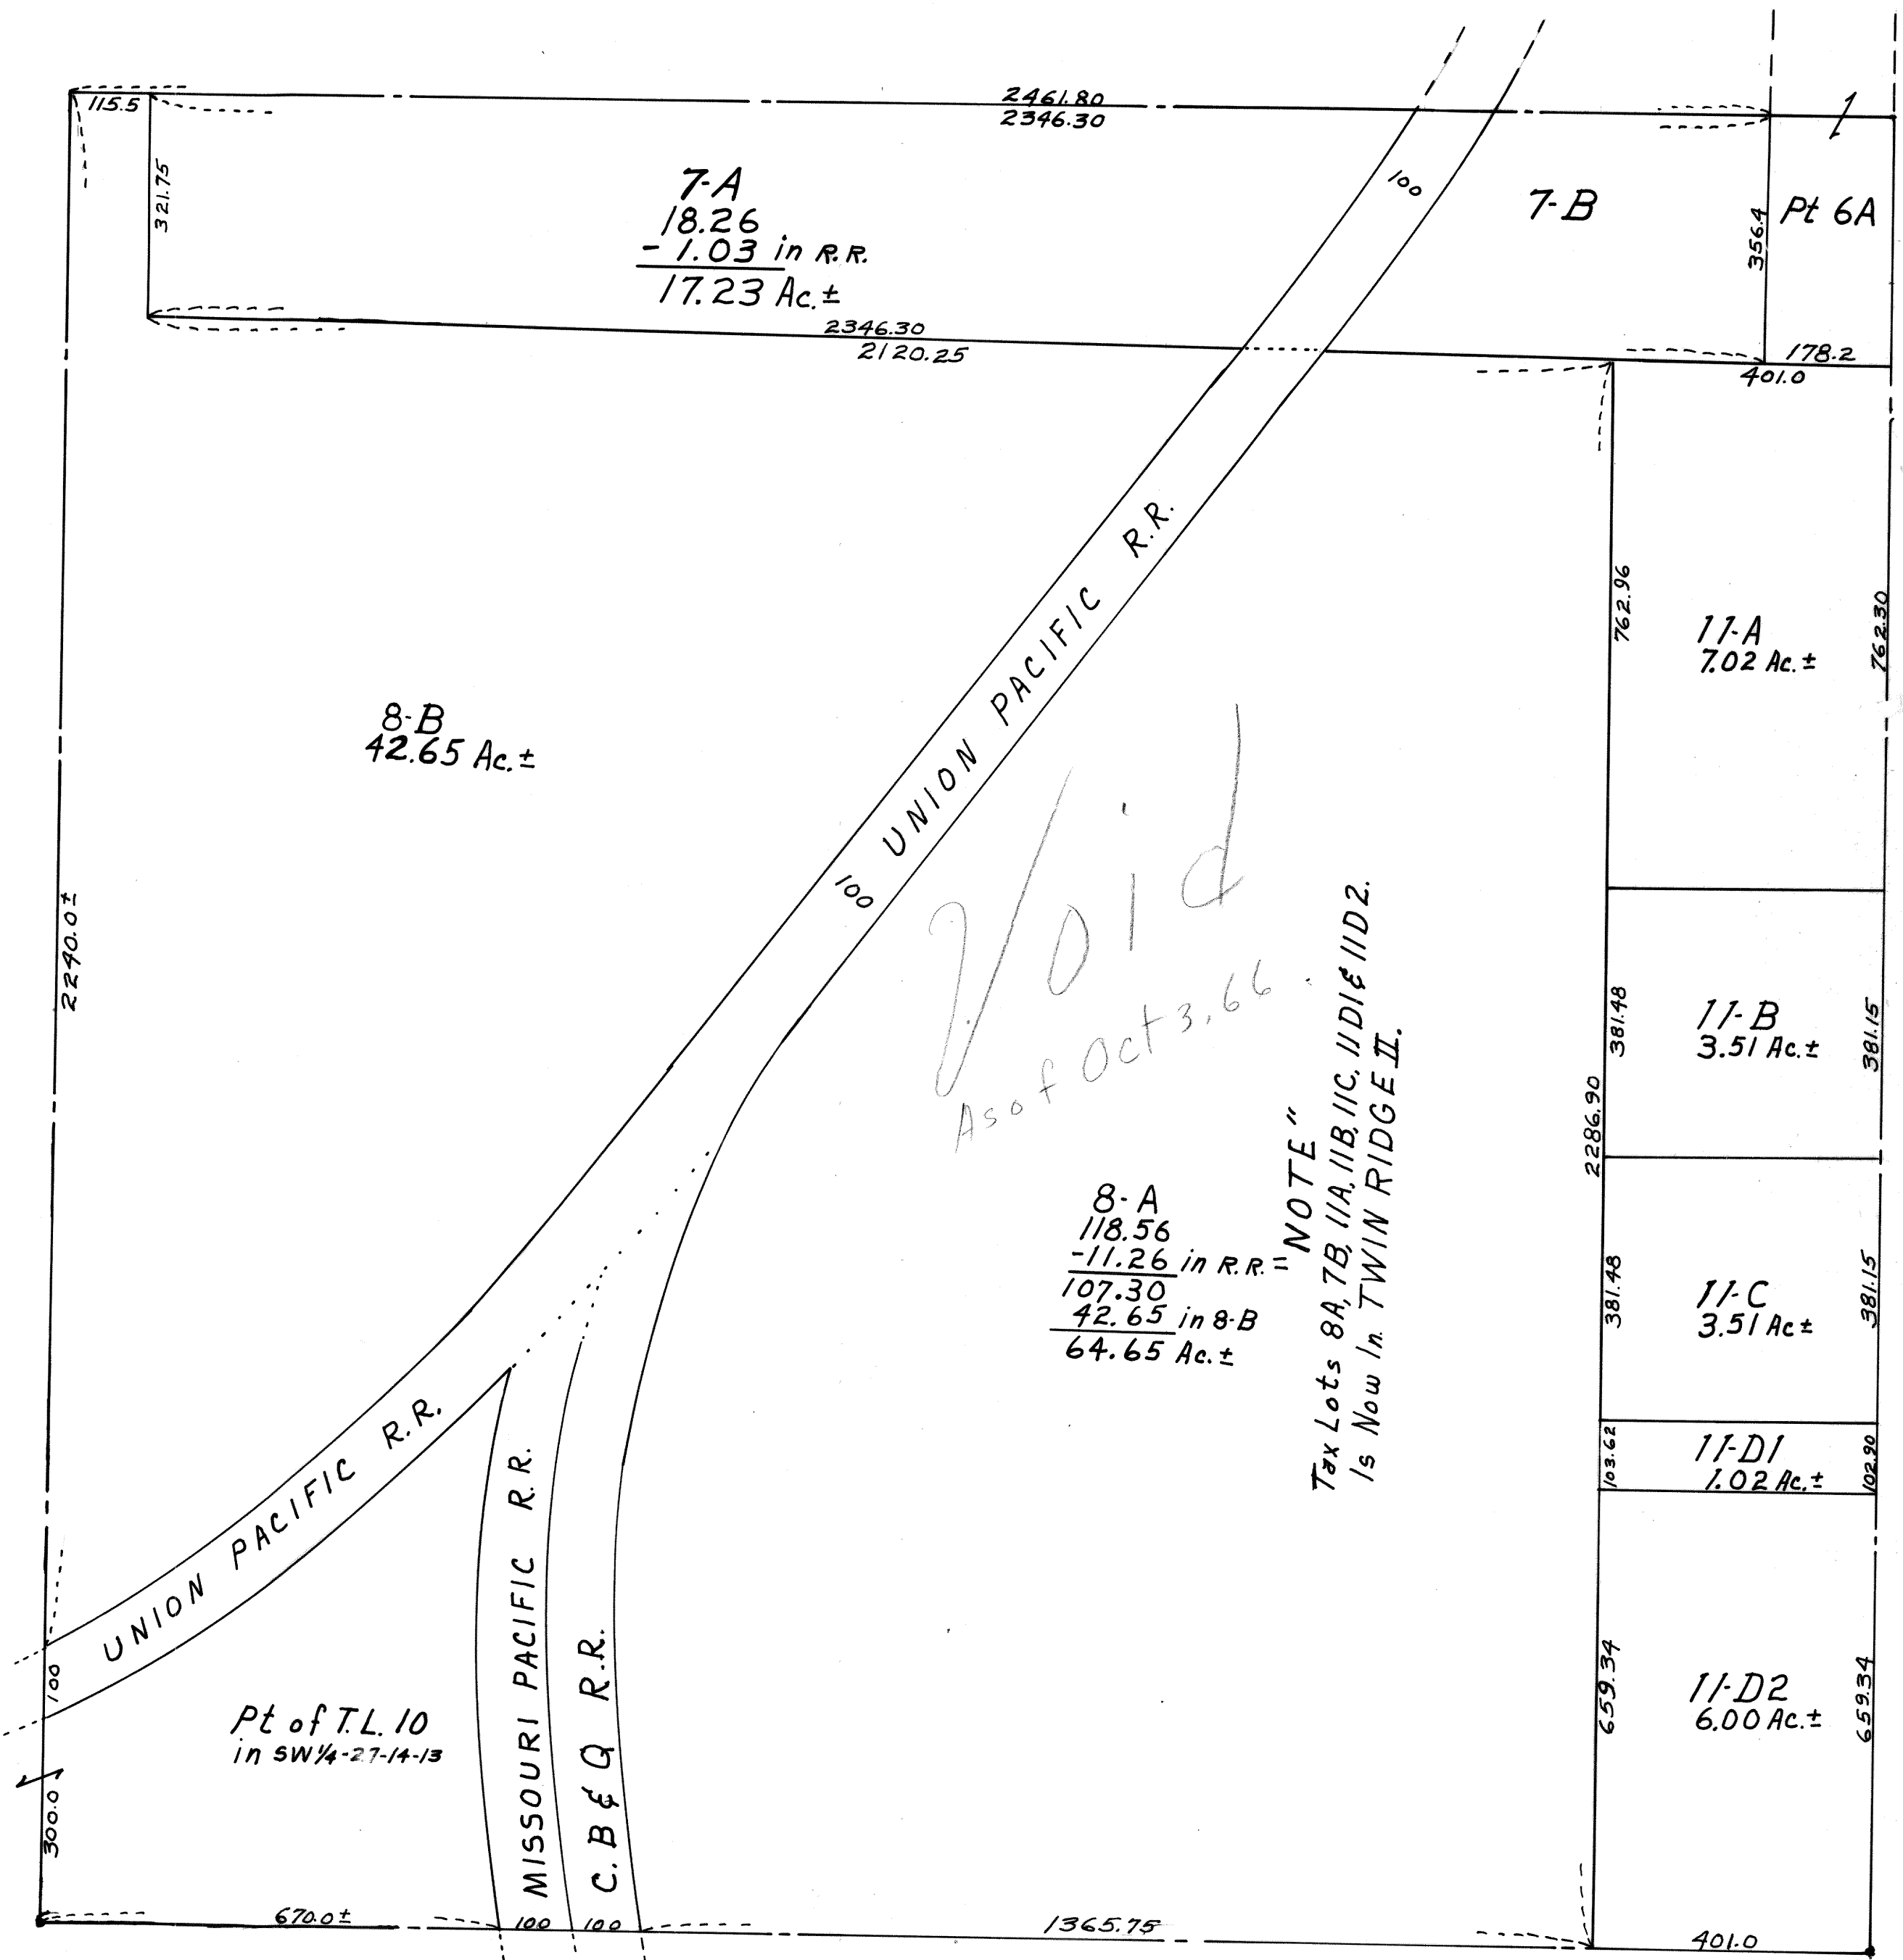 115.5
2461.80
2346.30
321.75
7-A
18.26
- 1.03 in R.R.
17.23 Ac.±
100
7-B
356.4
Pt 6A
1
2346.30
2120.25
178.2
401.0
UNION PACIFIC R.R.
100
762.96
11-A
7.02 Ac.±
762.30
8-B
42.65 Ac.±
2240.0±
Void
As of Oct 3, 66
381.48
11-B
3.51 Ac.±
381.15
2286.90
8-A
118.56
-11.26 in R.R. =
107.30
42.65 in 8-B
64.65 Ac.±
NOTE"
Tax Lots 8A, 7B, 11A, 11B, 11C, 11D1 & 11D2.
Is Now In TWIN RIDGE II.
381.48
11-C
3.51 Ac±
381.15
103.62
11-D1
1.02 Ac.±
102.90
UNION PACIFIC R.R.
100
MISSOURI PACIFIC R.R.
C. B & Q R.R.
Pt of T.L. 10
in SW 1/4-27-14-13
300.0
659.34
11-D2
6.00 Ac.±
659.34
670.0±
100
100
1365.75
401.0